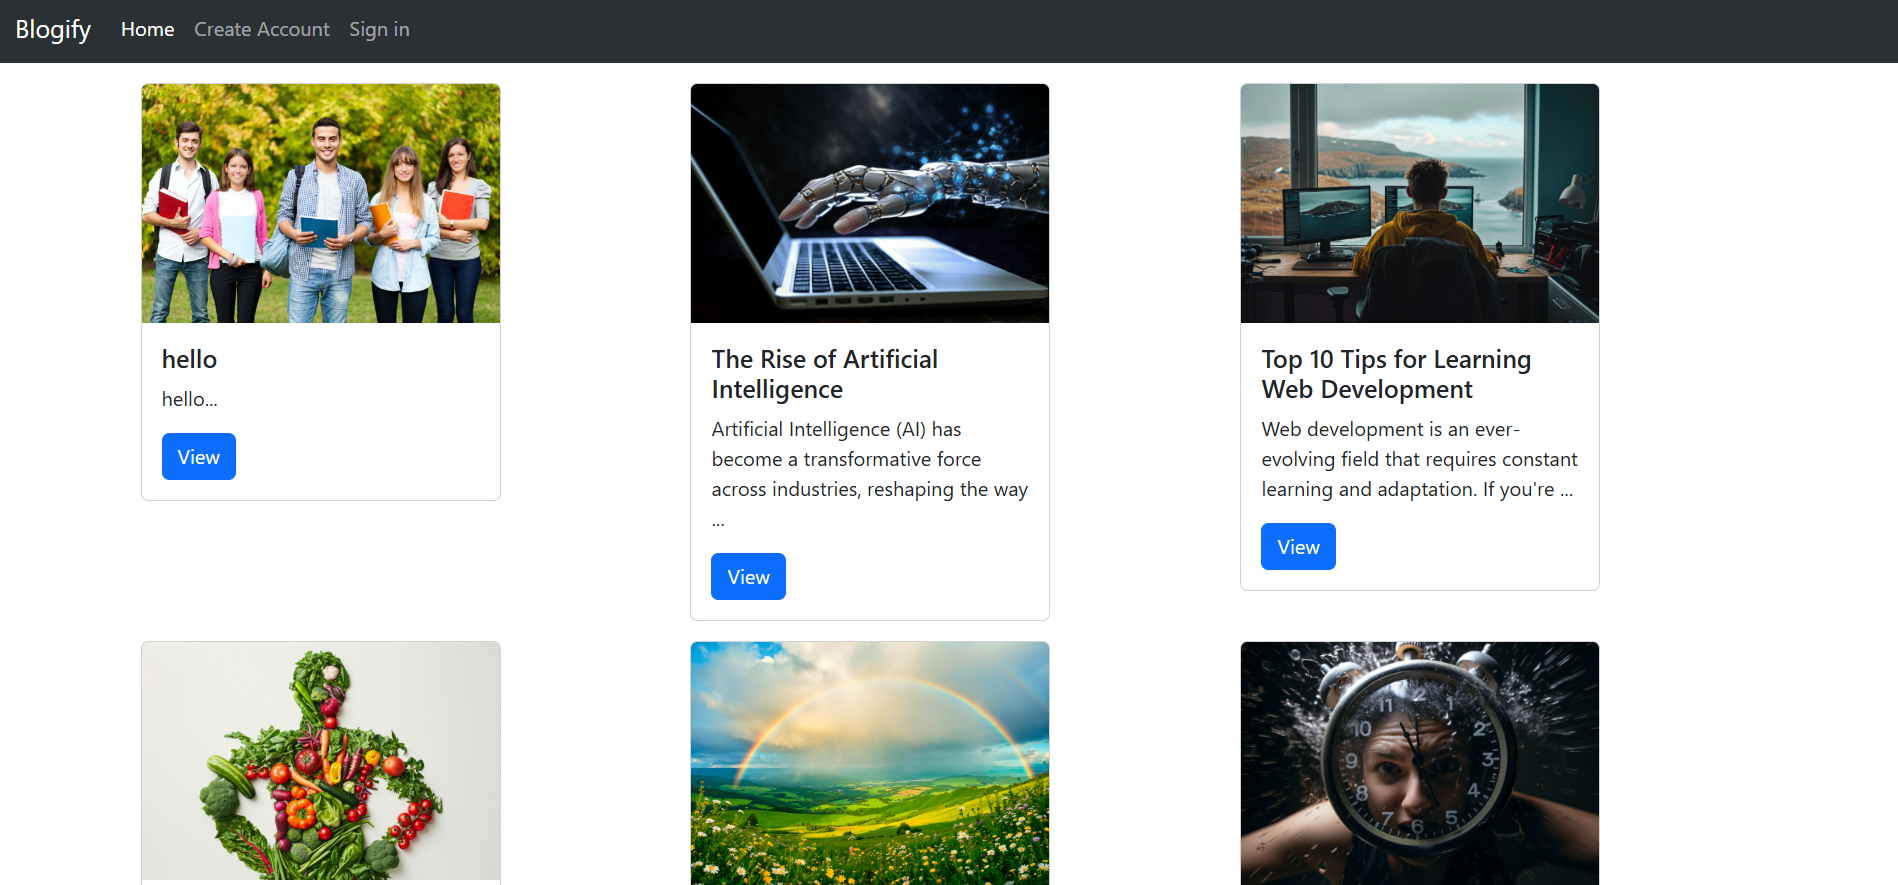 Blogify Home Create Account Sign in
hello
hello...
View
The Rise of Artificial
Intelligence
Artificial Intelligence (AI) has
become a transformative force
across industries, reshaping the way
...
View
Top 10 Tips for Learning
Web Development
Web development is an ever-
evolving field that requires constant
learning and adaptation. If you're ...
View
11 2 1
10 2
9 3
8 4
7 6 5